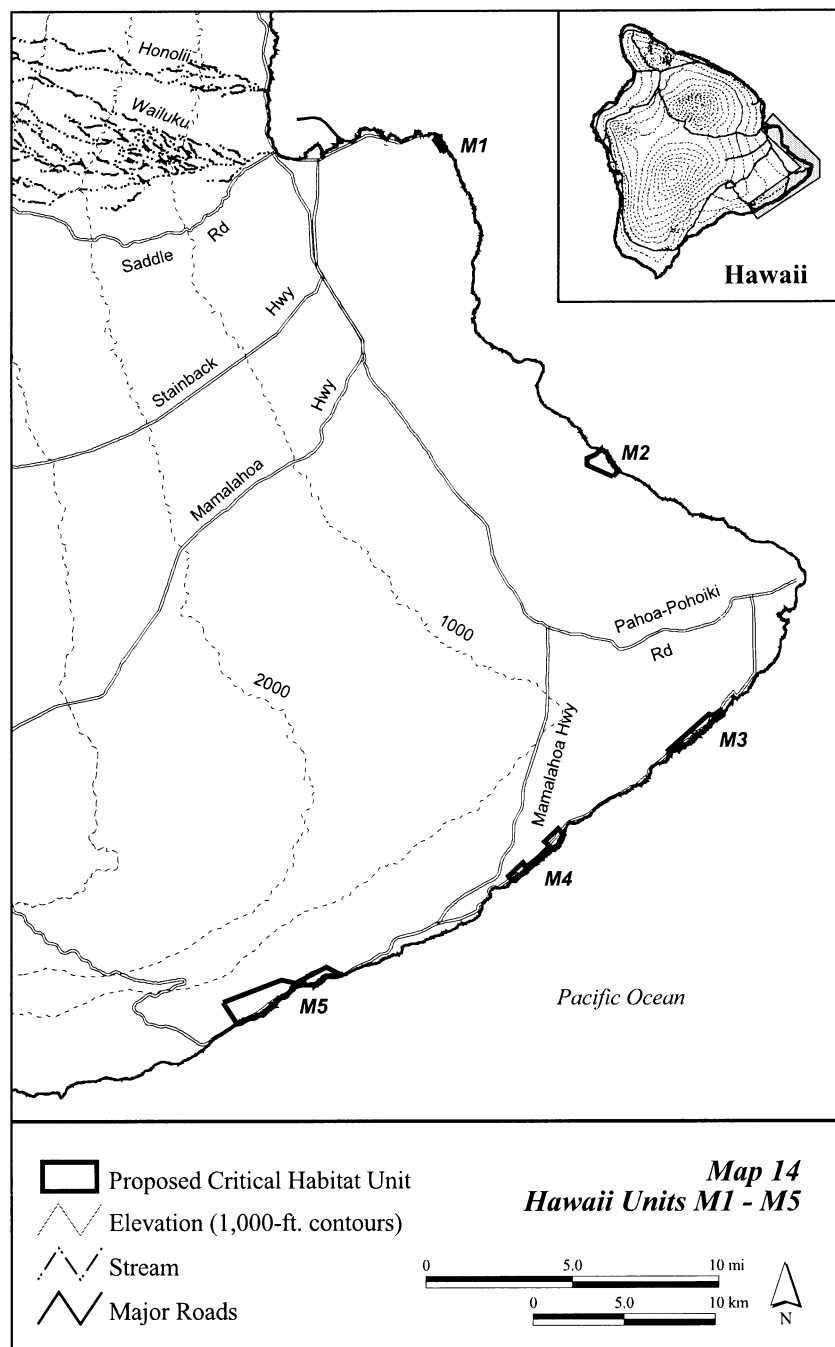 Honolii
Wailuku
M1
Saddle Rd
Hawaii
Stainback Hwy
Mamalahoa Hwy
M2
1000
Pahoa-Pohoiki Rd
2000
Mamalahoa Hwy
M3
M4
M5
Pacific Ocean
Proposed Critical Habitat Unit
Elevation (1,000-ft. contours)
Stream
Major Roads
Map 14
Hawaii Units M1 - M5
0 5.0 10 mi
0 5.0 10 km
N